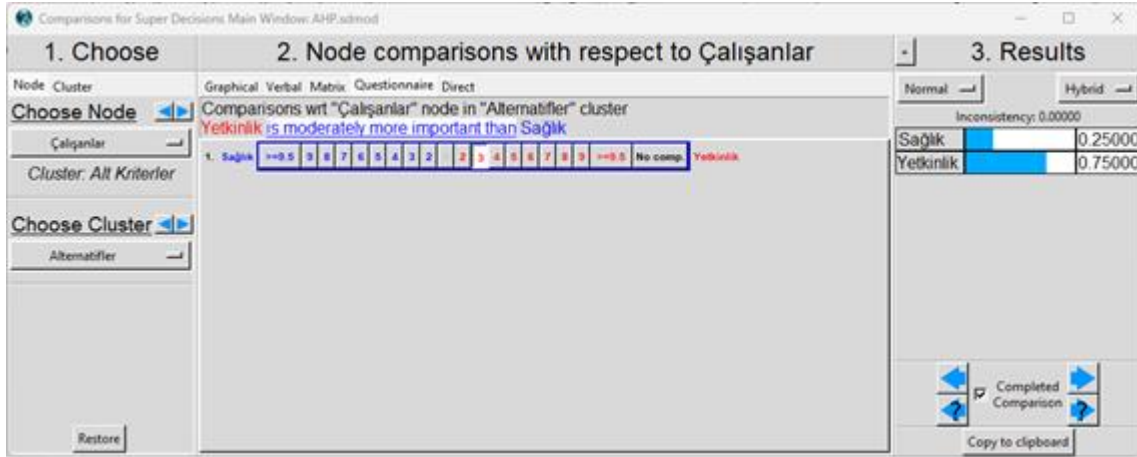 Comparisons for Super Decisions Main Window: AHP.sdmod
1. Choose
Node Cluster
Choose Node
Çalışanlar
Cluster: Alt Kriterler
Choose Cluster
Alternatifler
Restore
2. Node comparisons with respect to Çalışanlar
Graphical Verbal Matrix Questionnaire Direct
Comparisons wrt "Çalışanlar" node in "Alternatifler" cluster
Yetkinlik is moderately more important than Sağlık
1. Sağlık >=9.5 9 8 7 6 5 4 3 2 2 3 4 5 6 7 8 9 >=9.5 No comp. Yetkinlik
- 3. Results
Normal Hybrid
Inconsistency: 0.00000
Sağlık 0.25000
Yetkinlik 0.75000
Completed
Comparison
? ?
Copy to clipboard